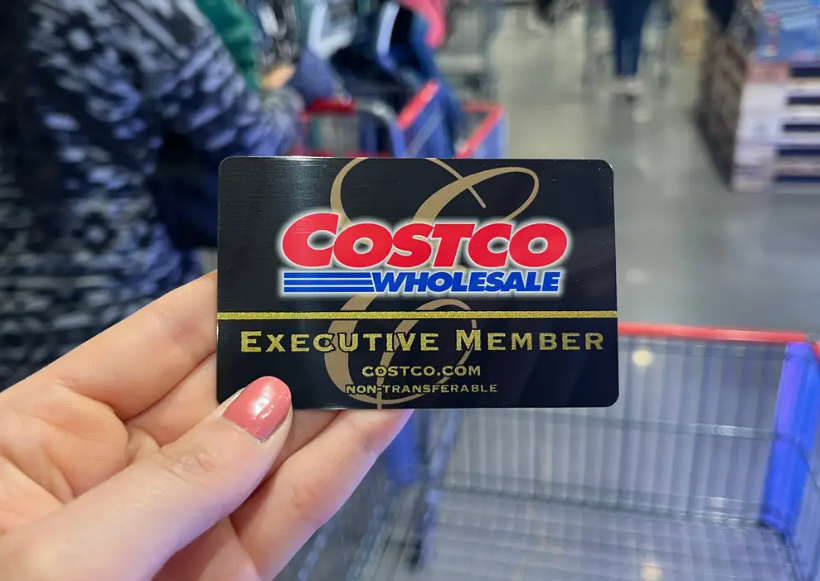 COSTCO
WHOLESALE
EXECUTIVE MEMBER
COSTCO.COM
NON-TRANSFERABLE